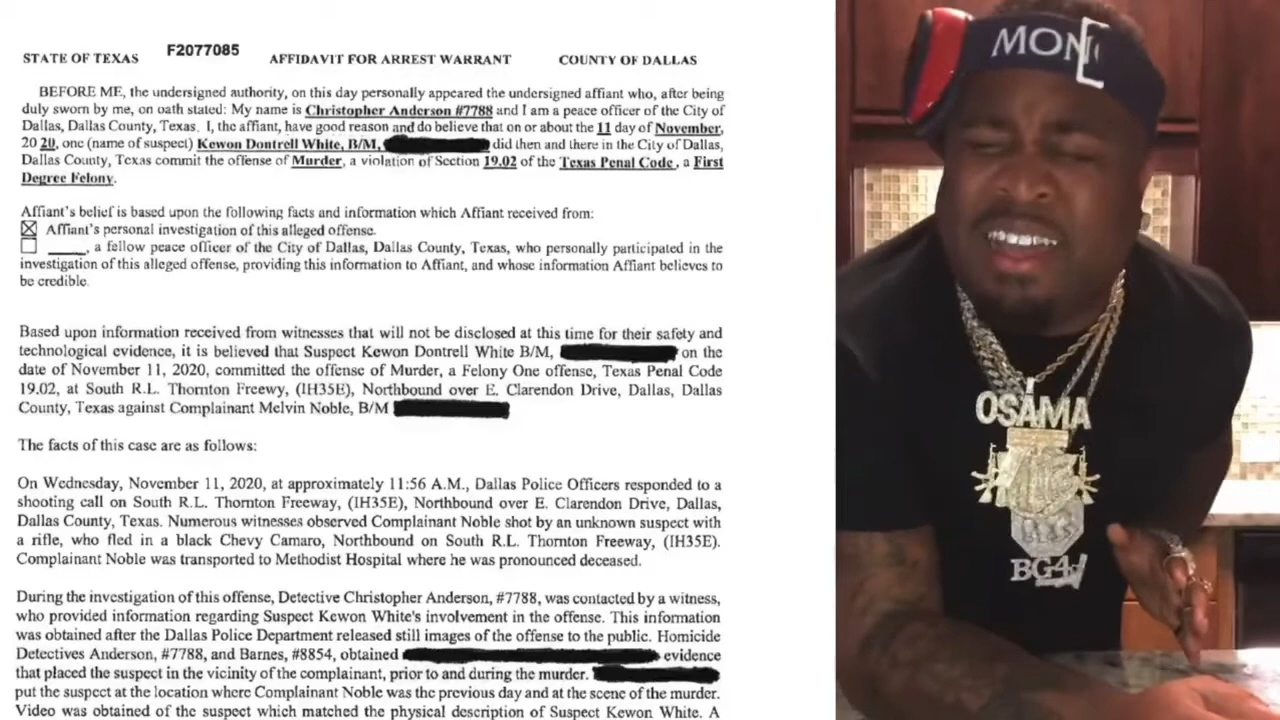 STATE OF TEXAS F2077085 AFFIDAVIT FOR ARREST WARRANT COUNTY OF DALLAS
BEFORE ME, the undersigned authority, on this day personally appeared the undersigned affiant who, after being
duly sworn by me, on oath stated: My name is Christopher Anderson #7788 and I am a peace officer of the City of
Dallas, Dallas County, Texas. I, the affiant, have good reason and do believe that on or about the 11 day of November,
20 20, one (name of suspect) Kewon Dontrell White, B/M, did then and there in the City of Dallas,
Dallas County, Texas commit the offense of Murder, a violation of Section 19.02 of the Texas Penal Code, a First
Degree Felony.
Affiant's belief is based upon the following facts and information which Affiant received from:
Affiant's personal investigation of this alleged offense.
____, a fellow peace officer of the City of Dallas, Dallas County, Texas, who personally participated in the
investigation of this alleged offense, providing this information to Affiant, and whose information Affiant believes to
be credible.
Based upon information received from witnesses that will not be disclosed at this time for their safety and
technological evidence, it is believed that Suspect Kewon Dontrell White B/M, on the
date of November 11, 2020, committed the offense of Murder, a Felony One offense, Texas Penal Code
19.02, at South R.L. Thornton Freewy, (IH35E), Northbound over E. Clarendon Drive, Dallas, Dallas
County, Texas against Complainant Melvin Noble, B/M
The facts of this case are as follows:
On Wednesday, November 11, 2020, at approximately 11:56 A.M., Dallas Police Officers responded to a
shooting call on South R.L. Thornton Freeway, (IH35E), Northbound over E. Clarendon Drive, Dallas,
Dallas County, Texas. Numerous witnesses observed Complainant Noble shot by an unknown suspect with
a rifle, who fled in a black Chevy Camaro, Northbound on South R.L. Thornton Freeway, (IH35E).
Complainant Noble was transported to Methodist Hospital where he was pronounced deceased.
During the investigation of this offense, Detective Christopher Anderson, #7788, was contacted by a witness,
who provided information regarding Suspect Kewon White's involvement in the offense. This information
was obtained after the Dallas Police Department released still images of the offense to the public. Homicide
Detectives Anderson, #7788, and Barnes, #8854, obtained evidence
that placed the suspect in the vicinity of the complainant, prior to and during the murder.
put the suspect at the location where Complainant Noble was the previous day and at the scene of the murder.
Video was obtained of the suspect which matched the physical description of Suspect Kewon White. A
MON
OSAMA
BG4